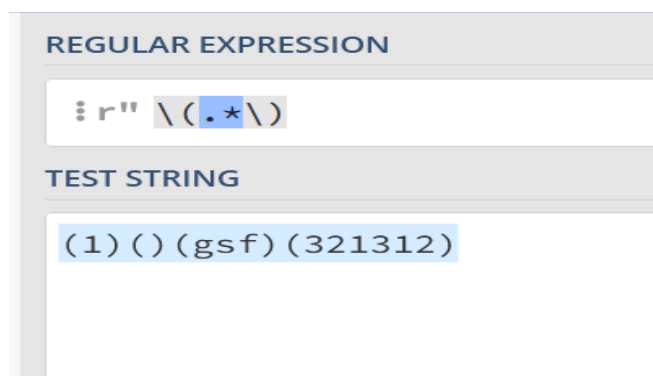 REGULAR EXPRESSION
⋮ r" \(.*\)
TEST STRING
(1)()(gsf)(321312)